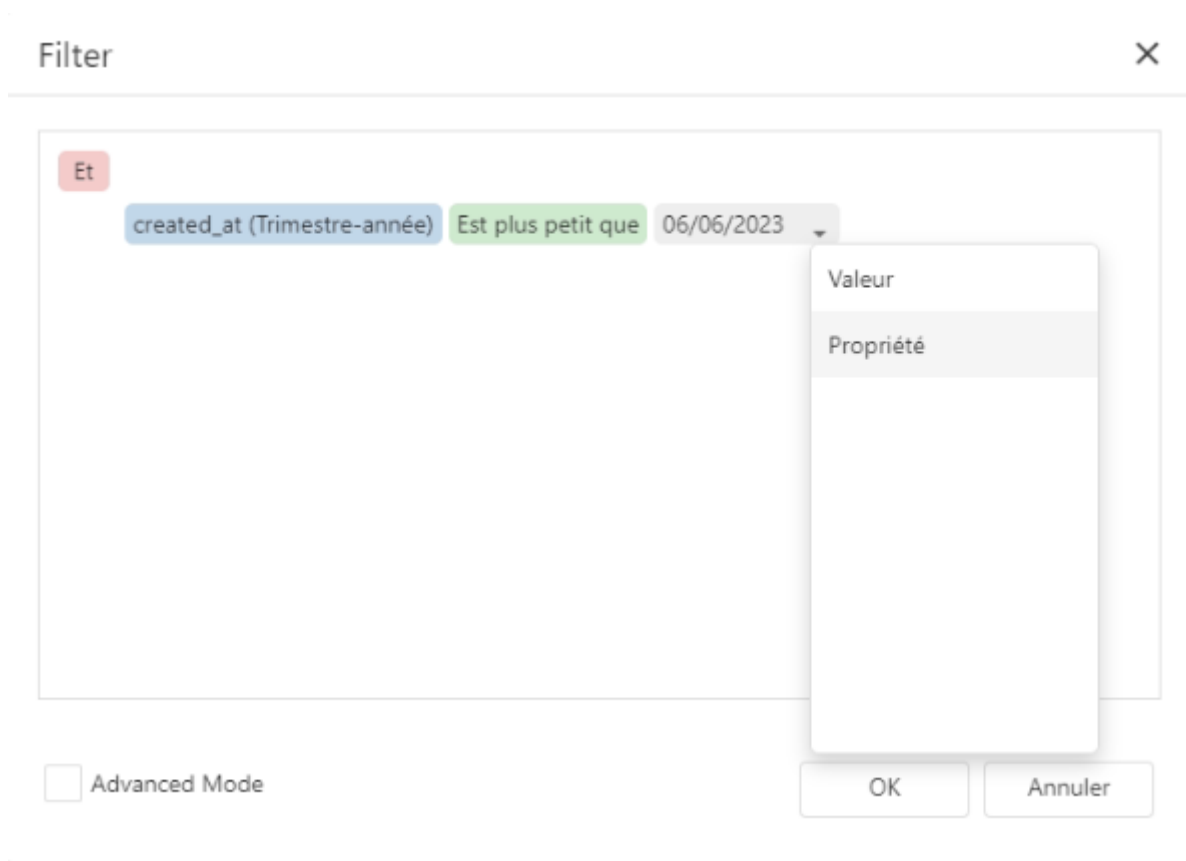 Filter
Et
created_at (Trimestre-année) Est plus petit que 06/06/2023
Valeur
Propriété
Advanced Mode OK Annuler